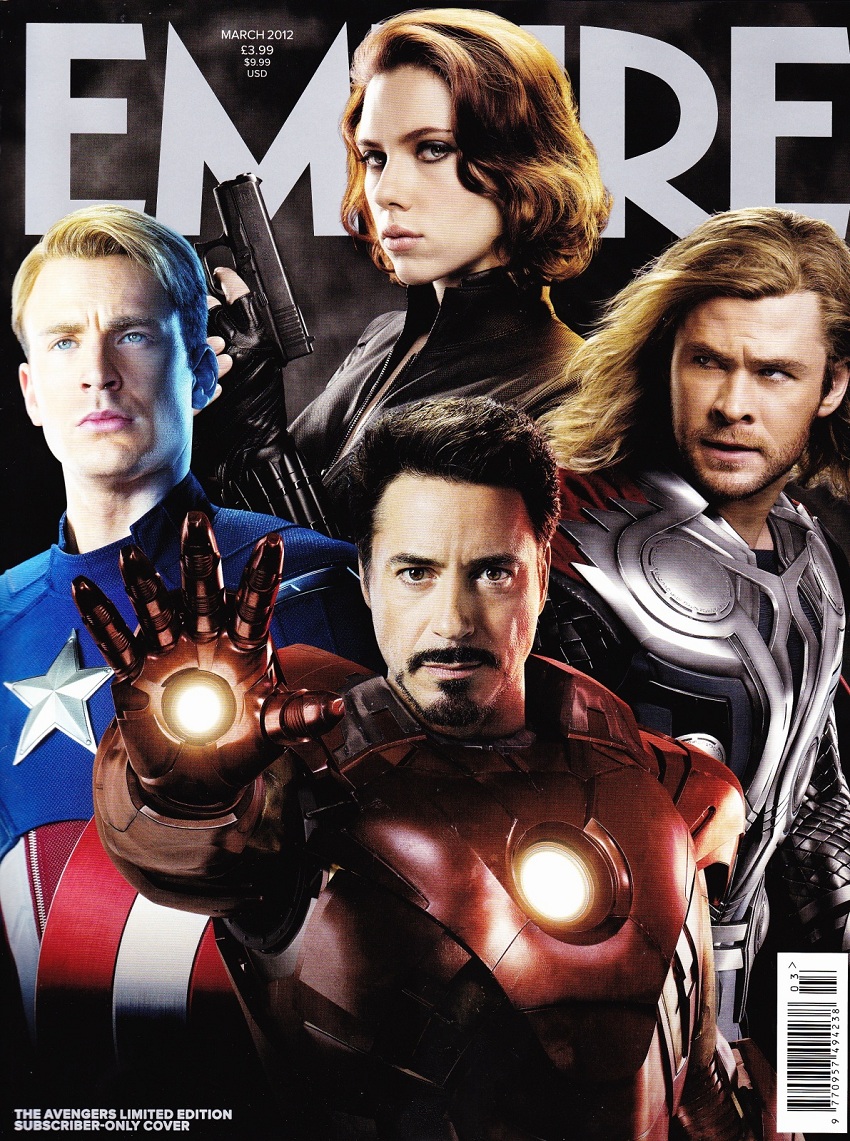 EMPIRE
MARCH 2012
£3.99
$9.99
USD
03>
9 770957 494238
THE AVENGERS LIMITED EDITION
SUBSCRIBER-ONLY COVER